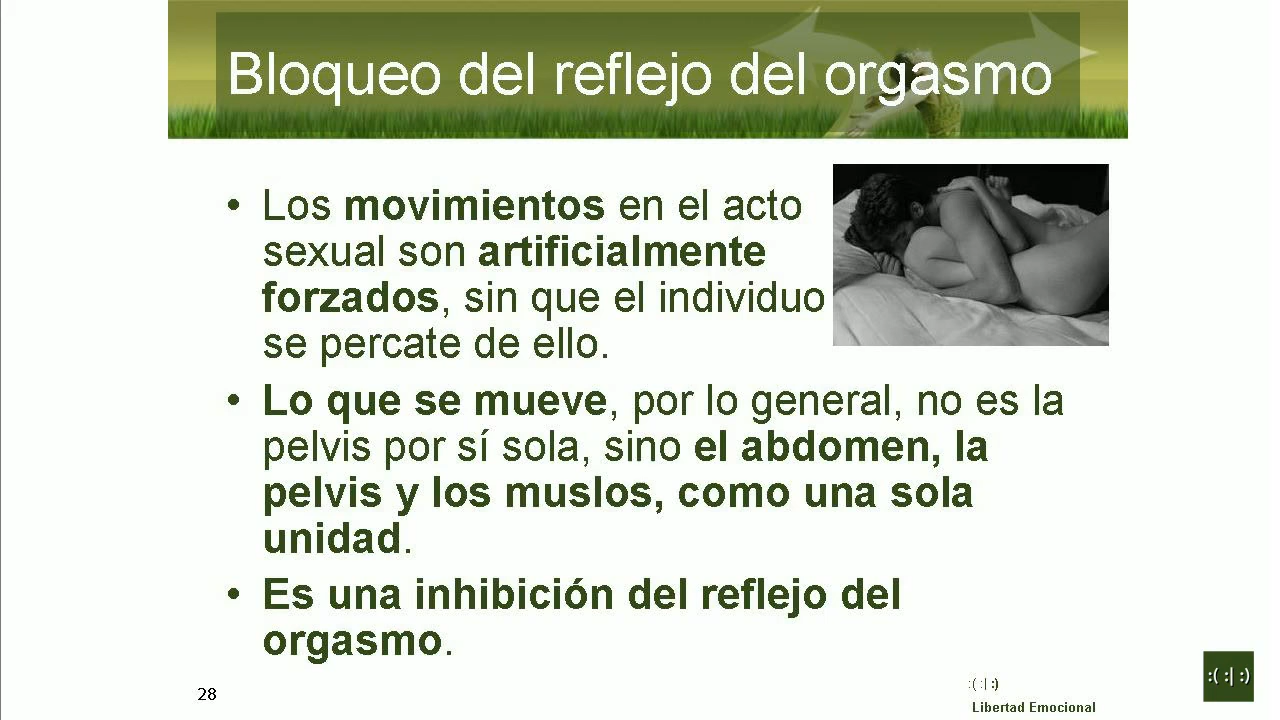 Bloqueo del reflejo del orgasmo
• Los movimientos en el acto
sexual son artificialmente
forzados, sin que el individuo
se percate de ello.
• Lo que se mueve, por lo general, no es la
pelvis por sí sola, sino el abdomen, la
pelvis y los muslos, como una sola
unidad.
• Es una inhibición del reflejo del
orgasmo.
28
:( :| :)
Libertad Emocional
:( :| :)